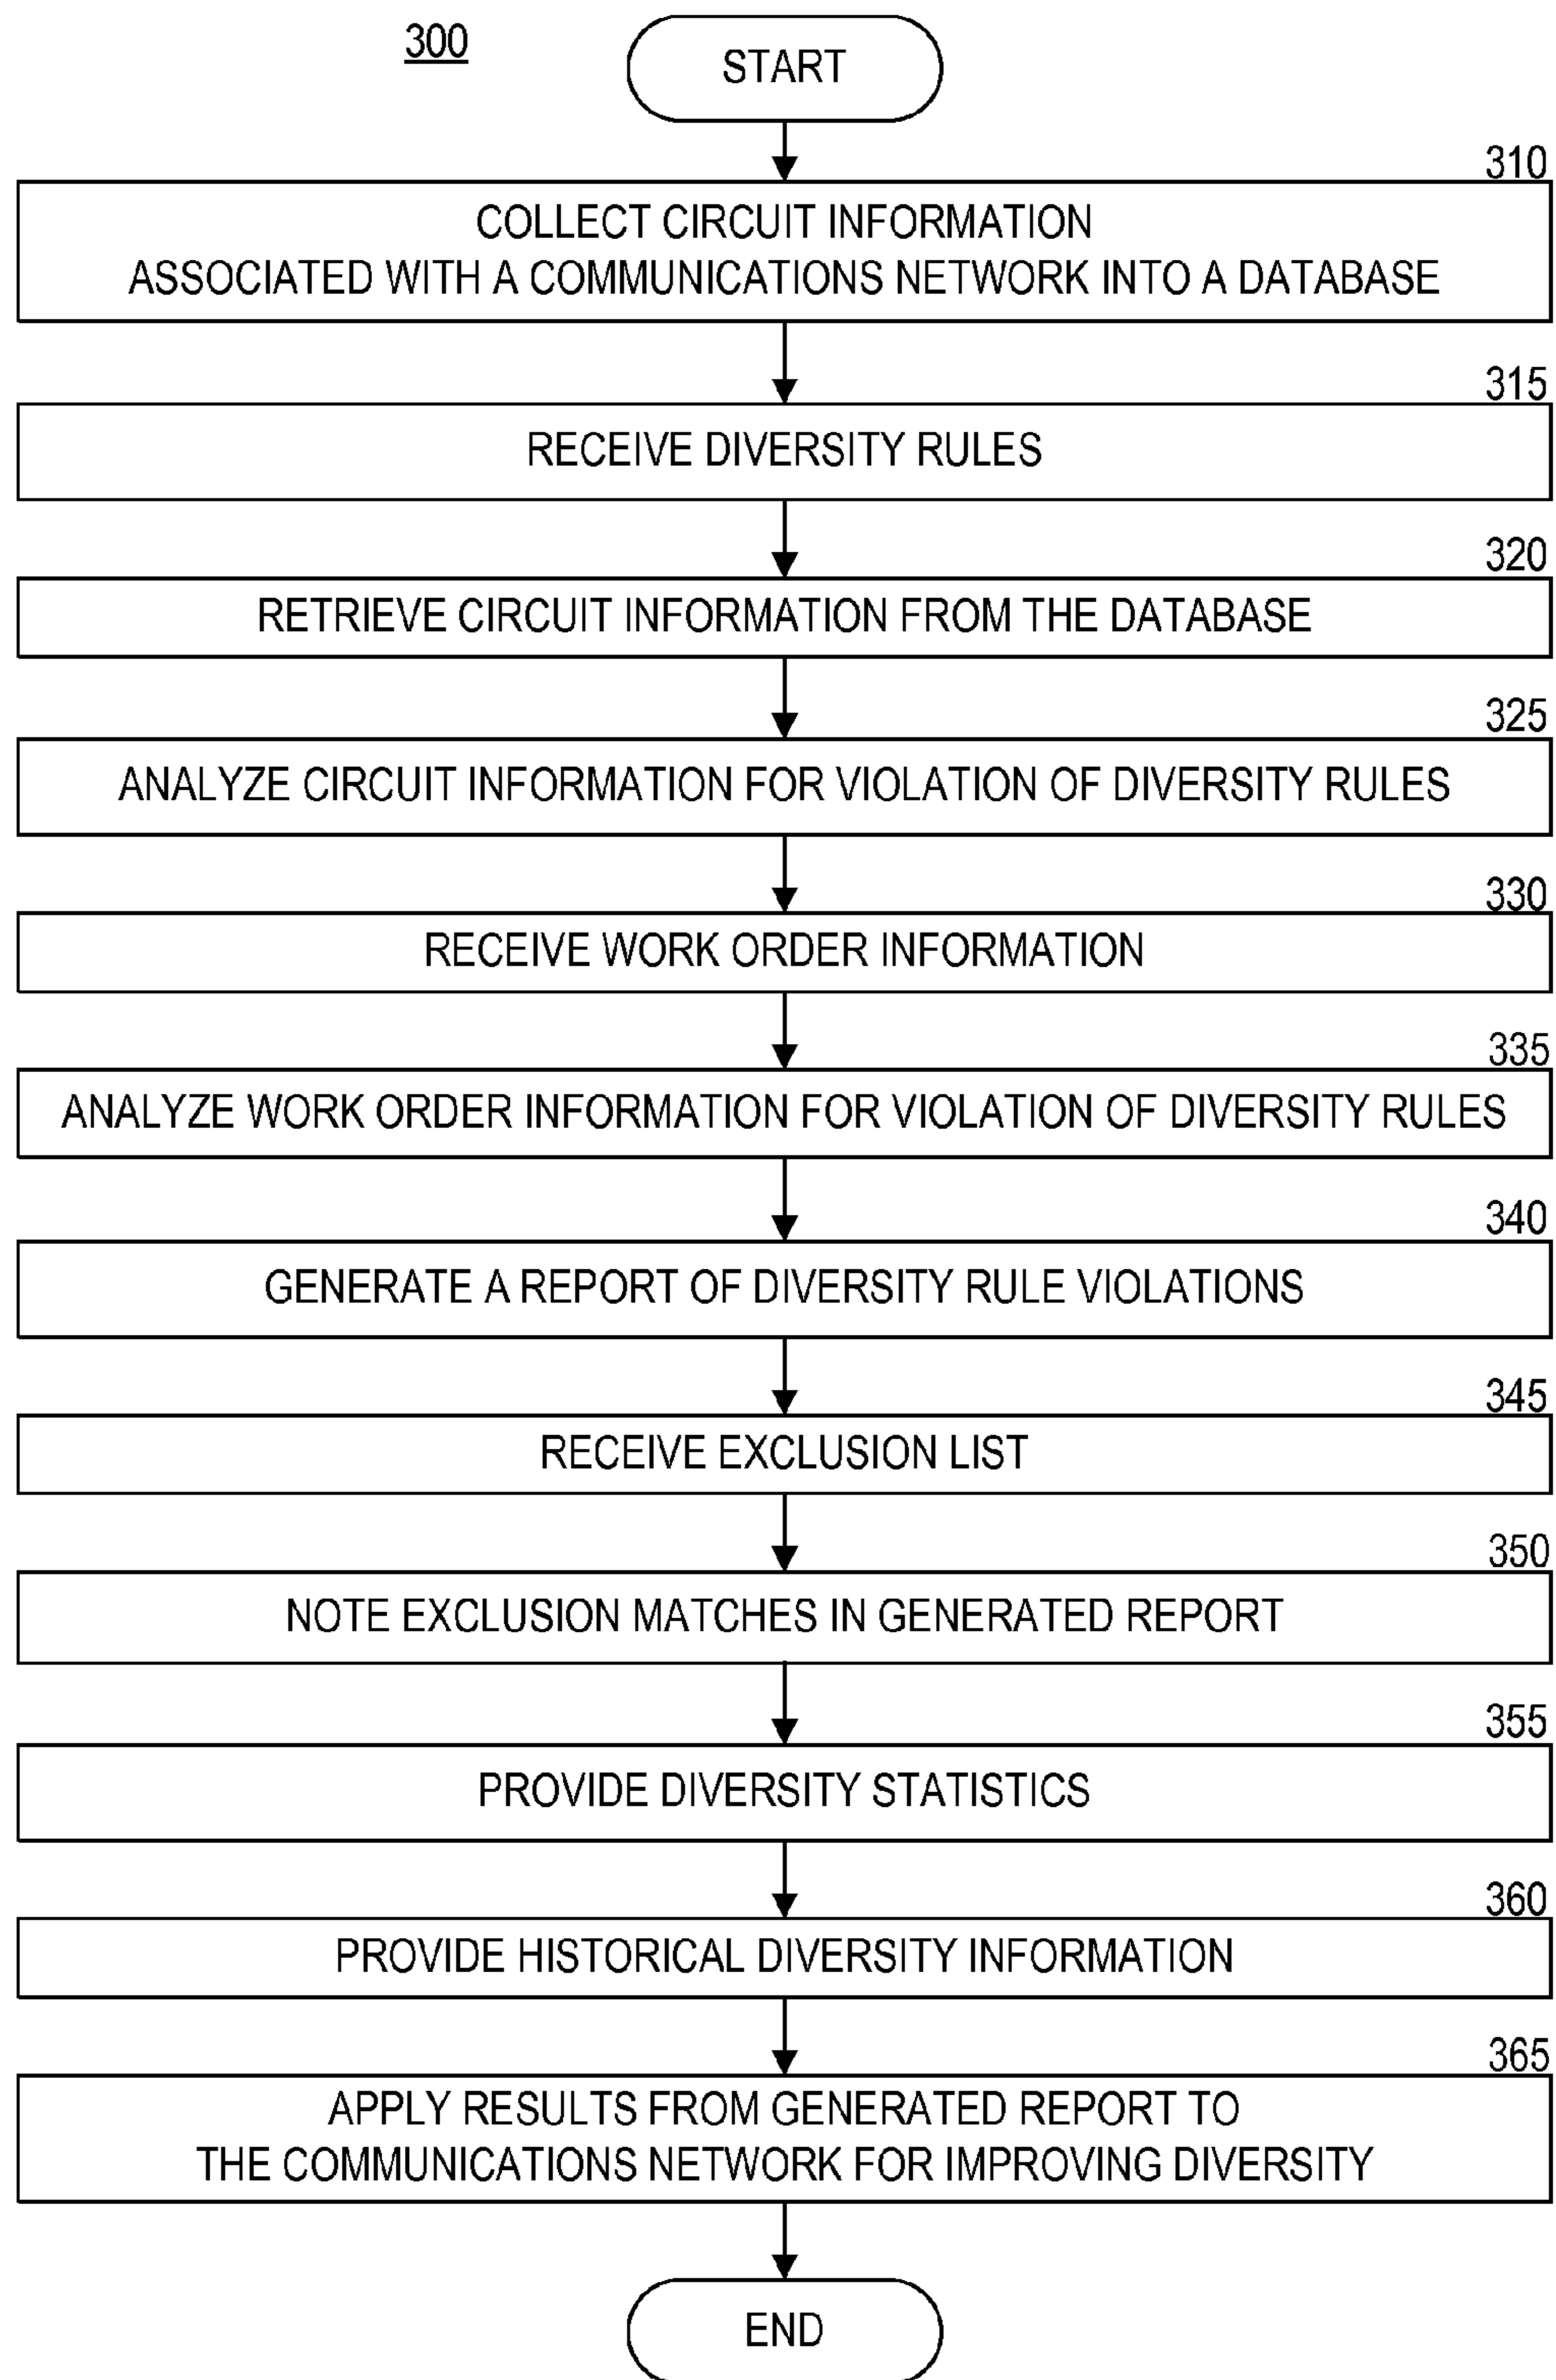 300
START
310
COLLECT CIRCUIT INFORMATION
ASSOCIATED WITH A COMMUNICATIONS NETWORK INTO A DATABASE
315
RECEIVE DIVERSITY RULES
320
RETRIEVE CIRCUIT INFORMATION FROM THE DATABASE
325
ANALYZE CIRCUIT INFORMATION FOR VIOLATION OF DIVERSITY RULES
330
RECEIVE WORK ORDER INFORMATION
335
ANALYZE WORK ORDER INFORMATION FOR VIOLATION OF DIVERSITY RULES
340
GENERATE A REPORT OF DIVERSITY RULE VIOLATIONS
345
RECEIVE EXCLUSION LIST
350
NOTE EXCLUSION MATCHES IN GENERATED REPORT
355
PROVIDE DIVERSITY STATISTICS
360
PROVIDE HISTORICAL DIVERSITY INFORMATION
365
APPLY RESULTS FROM GENERATED REPORT TO
THE COMMUNICATIONS NETWORK FOR IMPROVING DIVERSITY
END